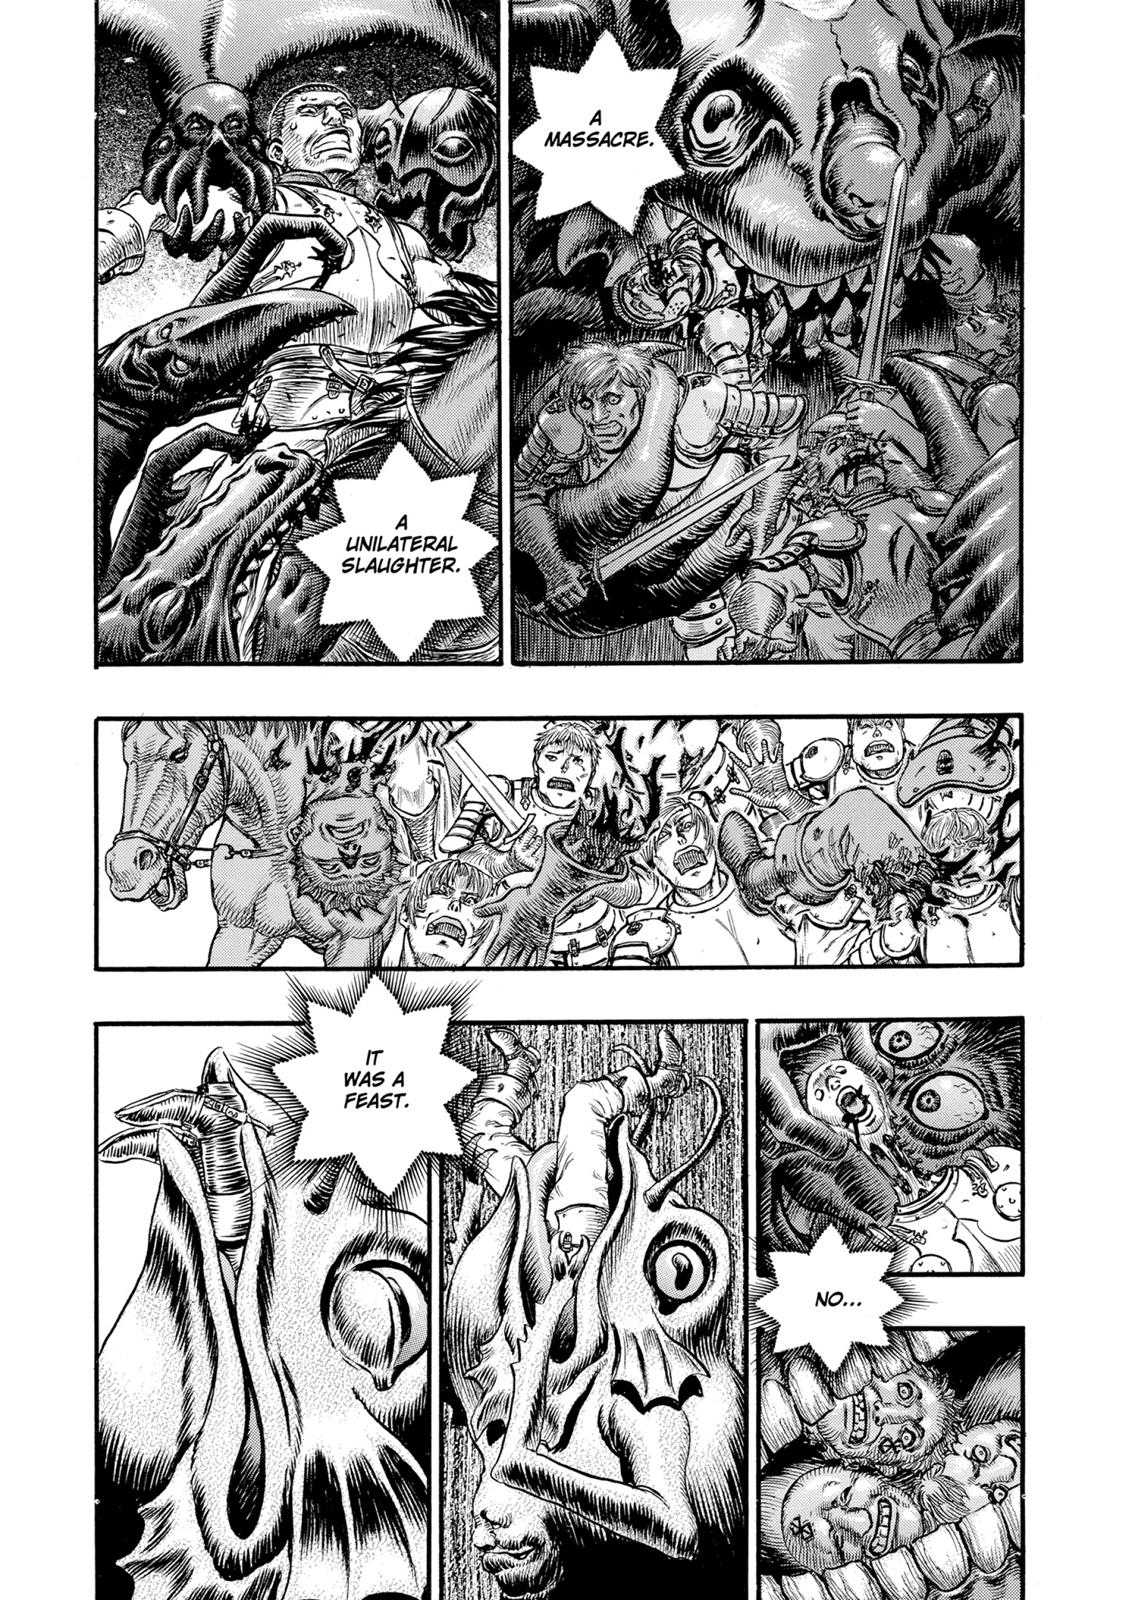 A
MASSACRE.
A
UNILATERAL
SLAUGHTER.
NO...
IT
WAS A
FEAST.